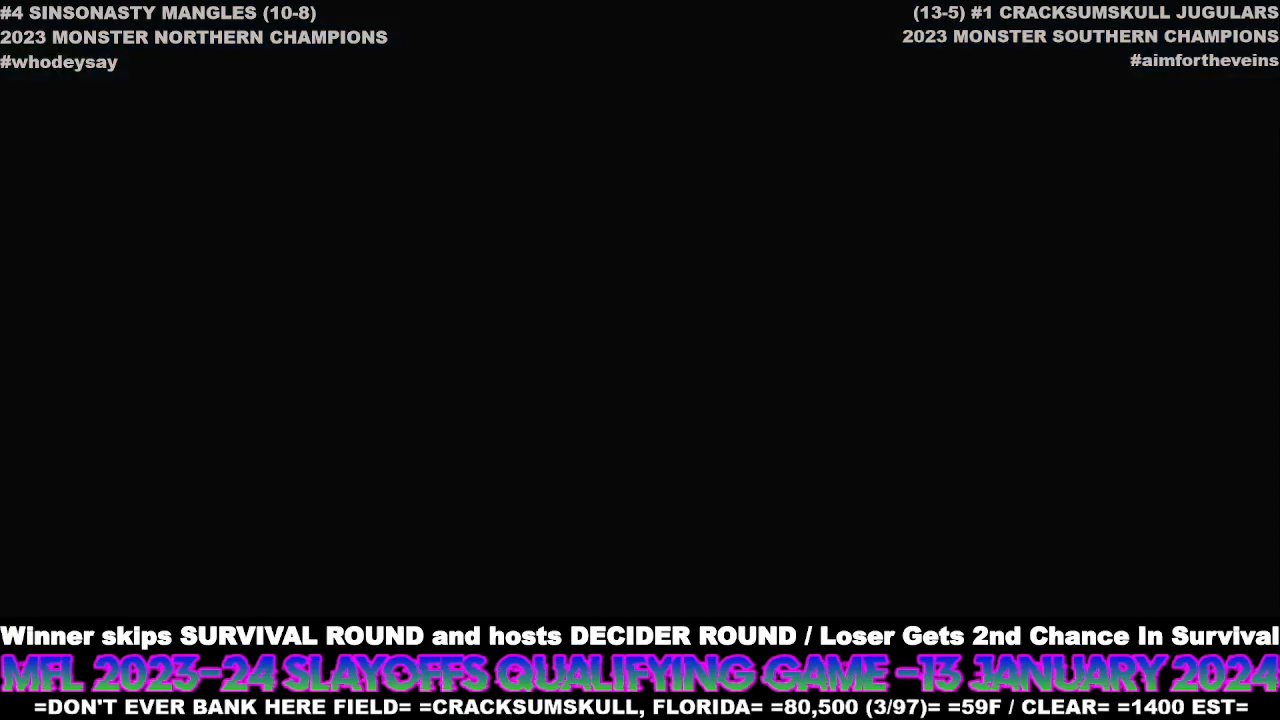 #4 SINSONASTY MANGLES (10-8)
2023 MONSTER NORTHERN CHAMPIONS
#whodeysay
(13-5) #1 CRACKSUMSKULL JUGULARS
2023 MONSTER SOUTHERN CHAMPIONS
#aimfortheveins
Winner skips SURVIVAL ROUND and hosts DECIDER ROUND / Loser Gets 2nd Chance In Survival
MFL 2023-24 SLAYOFFS QUALIFYING GAME -13 JANUARY 2024
=DON'T EVER BANK HERE FIELD= =CRACKSUMSKULL, FLORIDA= =80,500 (3/97)= =59F / CLEAR= =1400 EST=